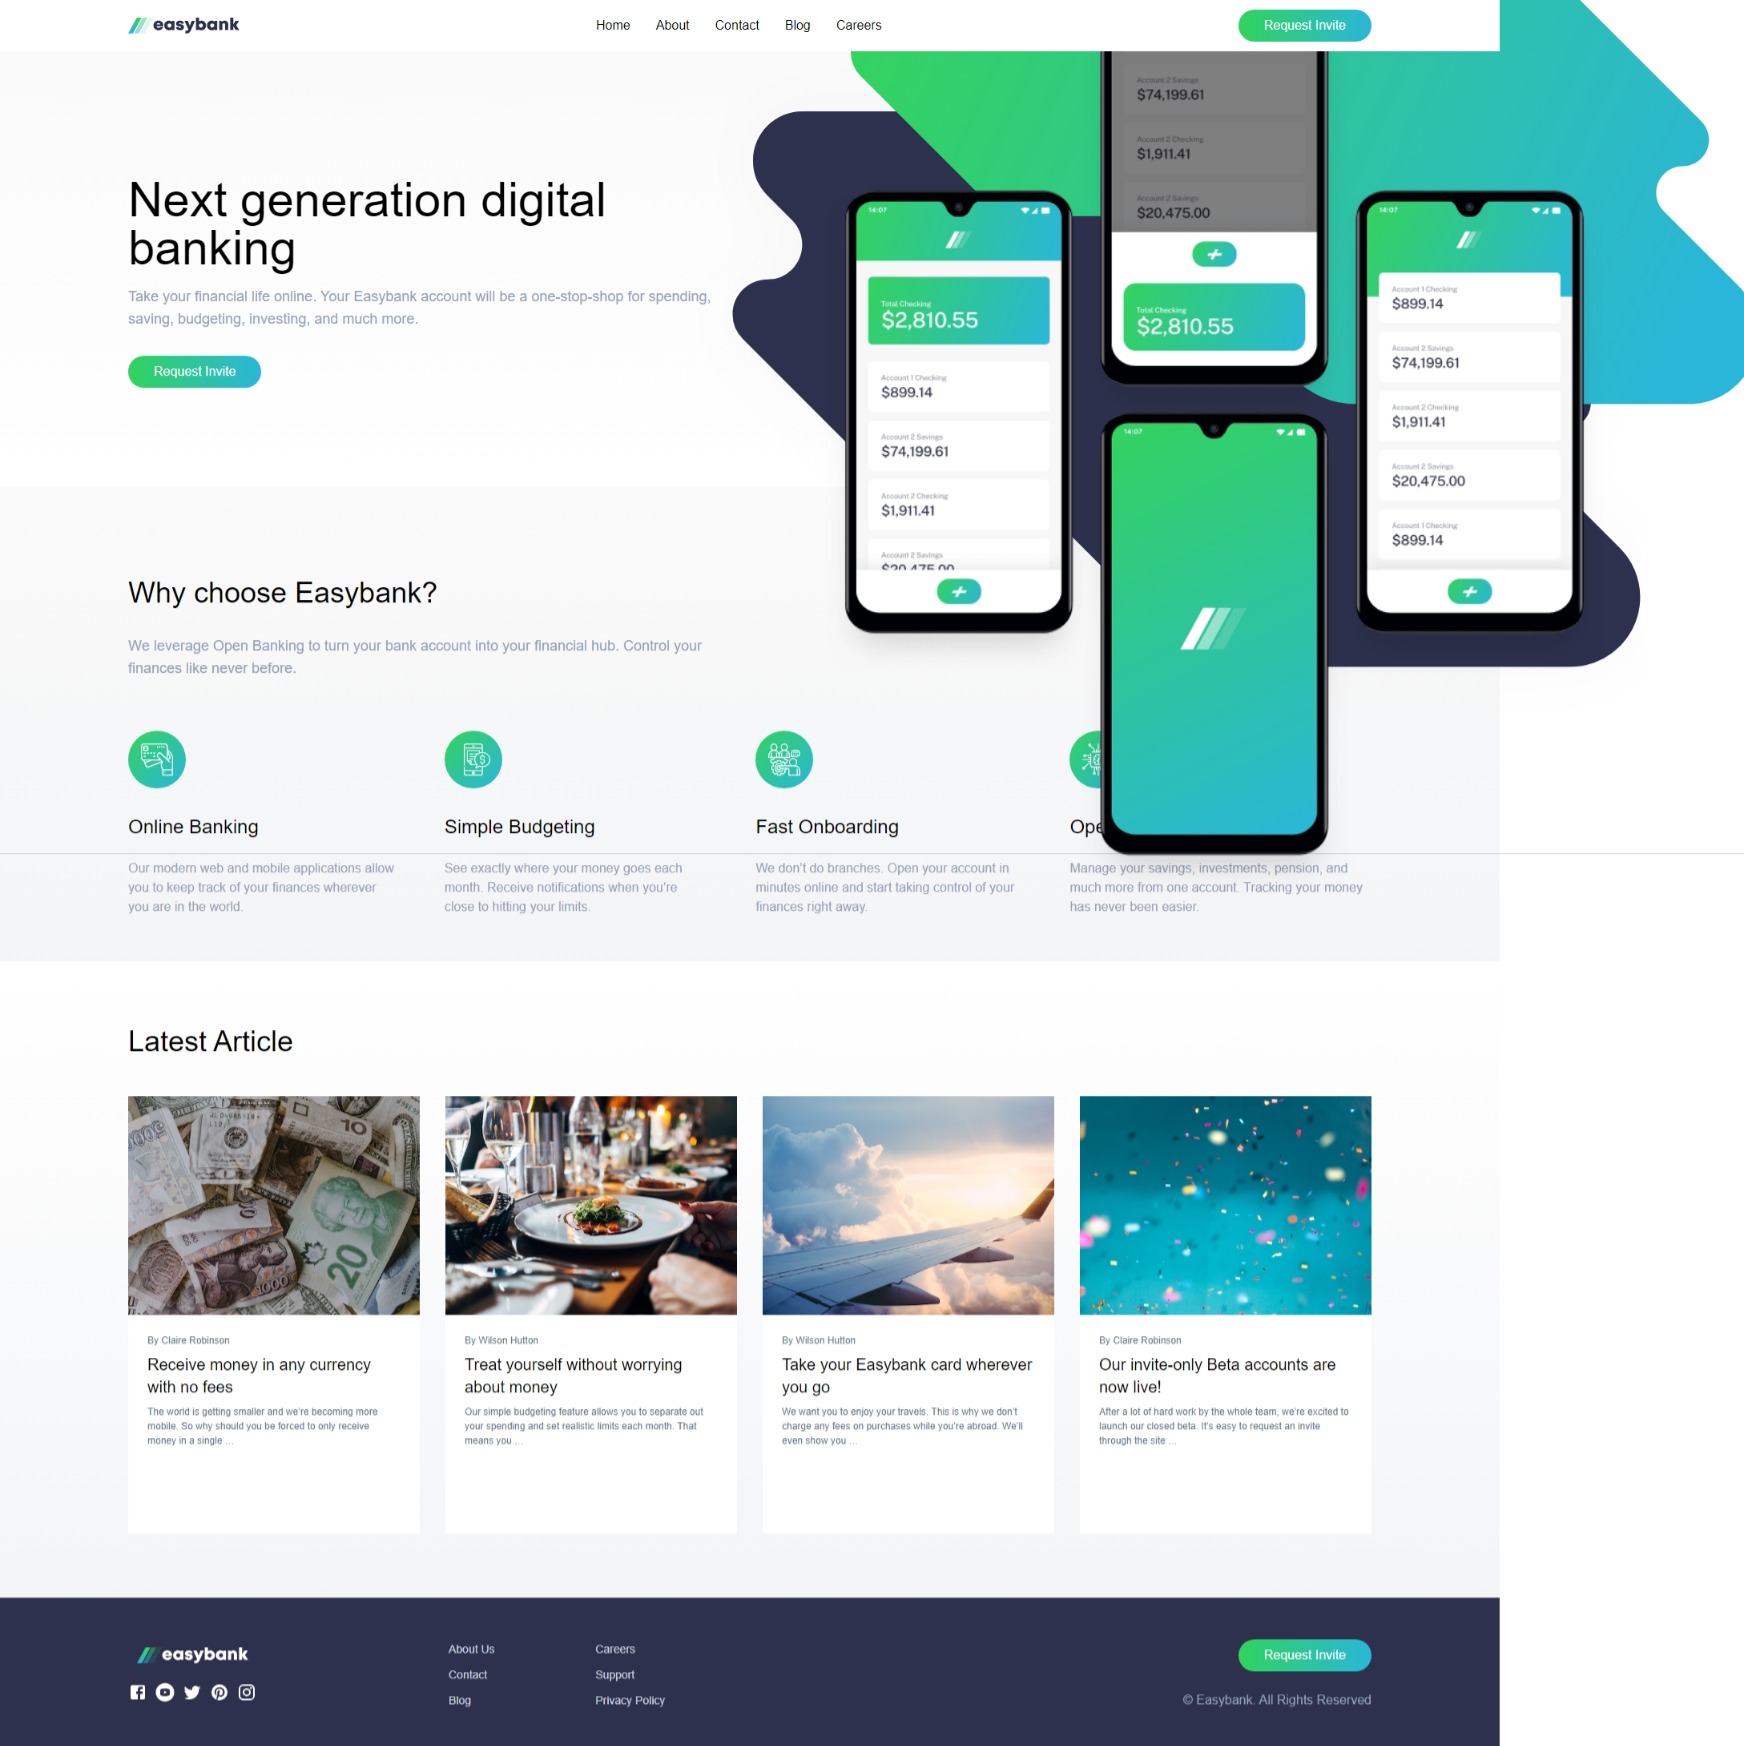 easybank
Home About Contact Blog Careers
Request Invite
Next generation digital
banking
Take your financial life online. Your Easybank account will be a one-stop-shop for spending,
saving, budgeting, investing, and much more.
Request Invite
14:07
Total Checking
$2,810.55
Account 1 Checking
$899.14
Account 2 Savings
$74,199.61
Account 2 Checking
$1,911.41
Account 2 Savings
$20,475.00
Account 2 Savings
$74,199.61
Account 2 Checking
$1,911.41
Account 2 Savings
$20,475.00
Total Checking
$2,810.55
14:07
14:07
Account 1 Checking
$899.14
Account 2 Savings
$74,199.61
Account 2 Checking
$1,911.41
Account 2 Savings
$20,475.00
Account 1 Checking
$899.14
Why choose Easybank?
We leverage Open Banking to turn your bank account into your financial hub. Control your
finances like never before.
Online Banking
Our modern web and mobile applications allow
you to keep track of your finances wherever
you are in the world.
Simple Budgeting
See exactly where your money goes each
month. Receive notifications when you're
close to hitting your limits.
Fast Onboarding
We don't do branches. Open your account in
minutes online and start taking control of your
finances right away.
Ope
Manage your savings, investments, pension, and
much more from one account. Tracking your money
has never been easier.
Latest Article
By Claire Robinson
Receive money in any currency
with no fees
The world is getting smaller and we're becoming more
mobile. So why should you be forced to only receive
money in a single ...
By Wilson Hutton
Treat yourself without worrying
about money
Our simple budgeting feature allows you to separate out
your spending and set realistic limits each month. That
means you ...
By Wilson Hutton
Take your Easybank card wherever
you go
We want you to enjoy your travels. This is why we don't
charge any fees on purchases while you're abroad. We'll
even show you ...
By Claire Robinson
Our invite-only Beta accounts are
now live!
After a lot of hard work by the whole team, we're excited to
launch our closed beta. It's easy to request an invite
through the site ...
easybank
About Us
Contact
Blog
Careers
Support
Privacy Policy
Request Invite
© Easybank. All Rights Reserved